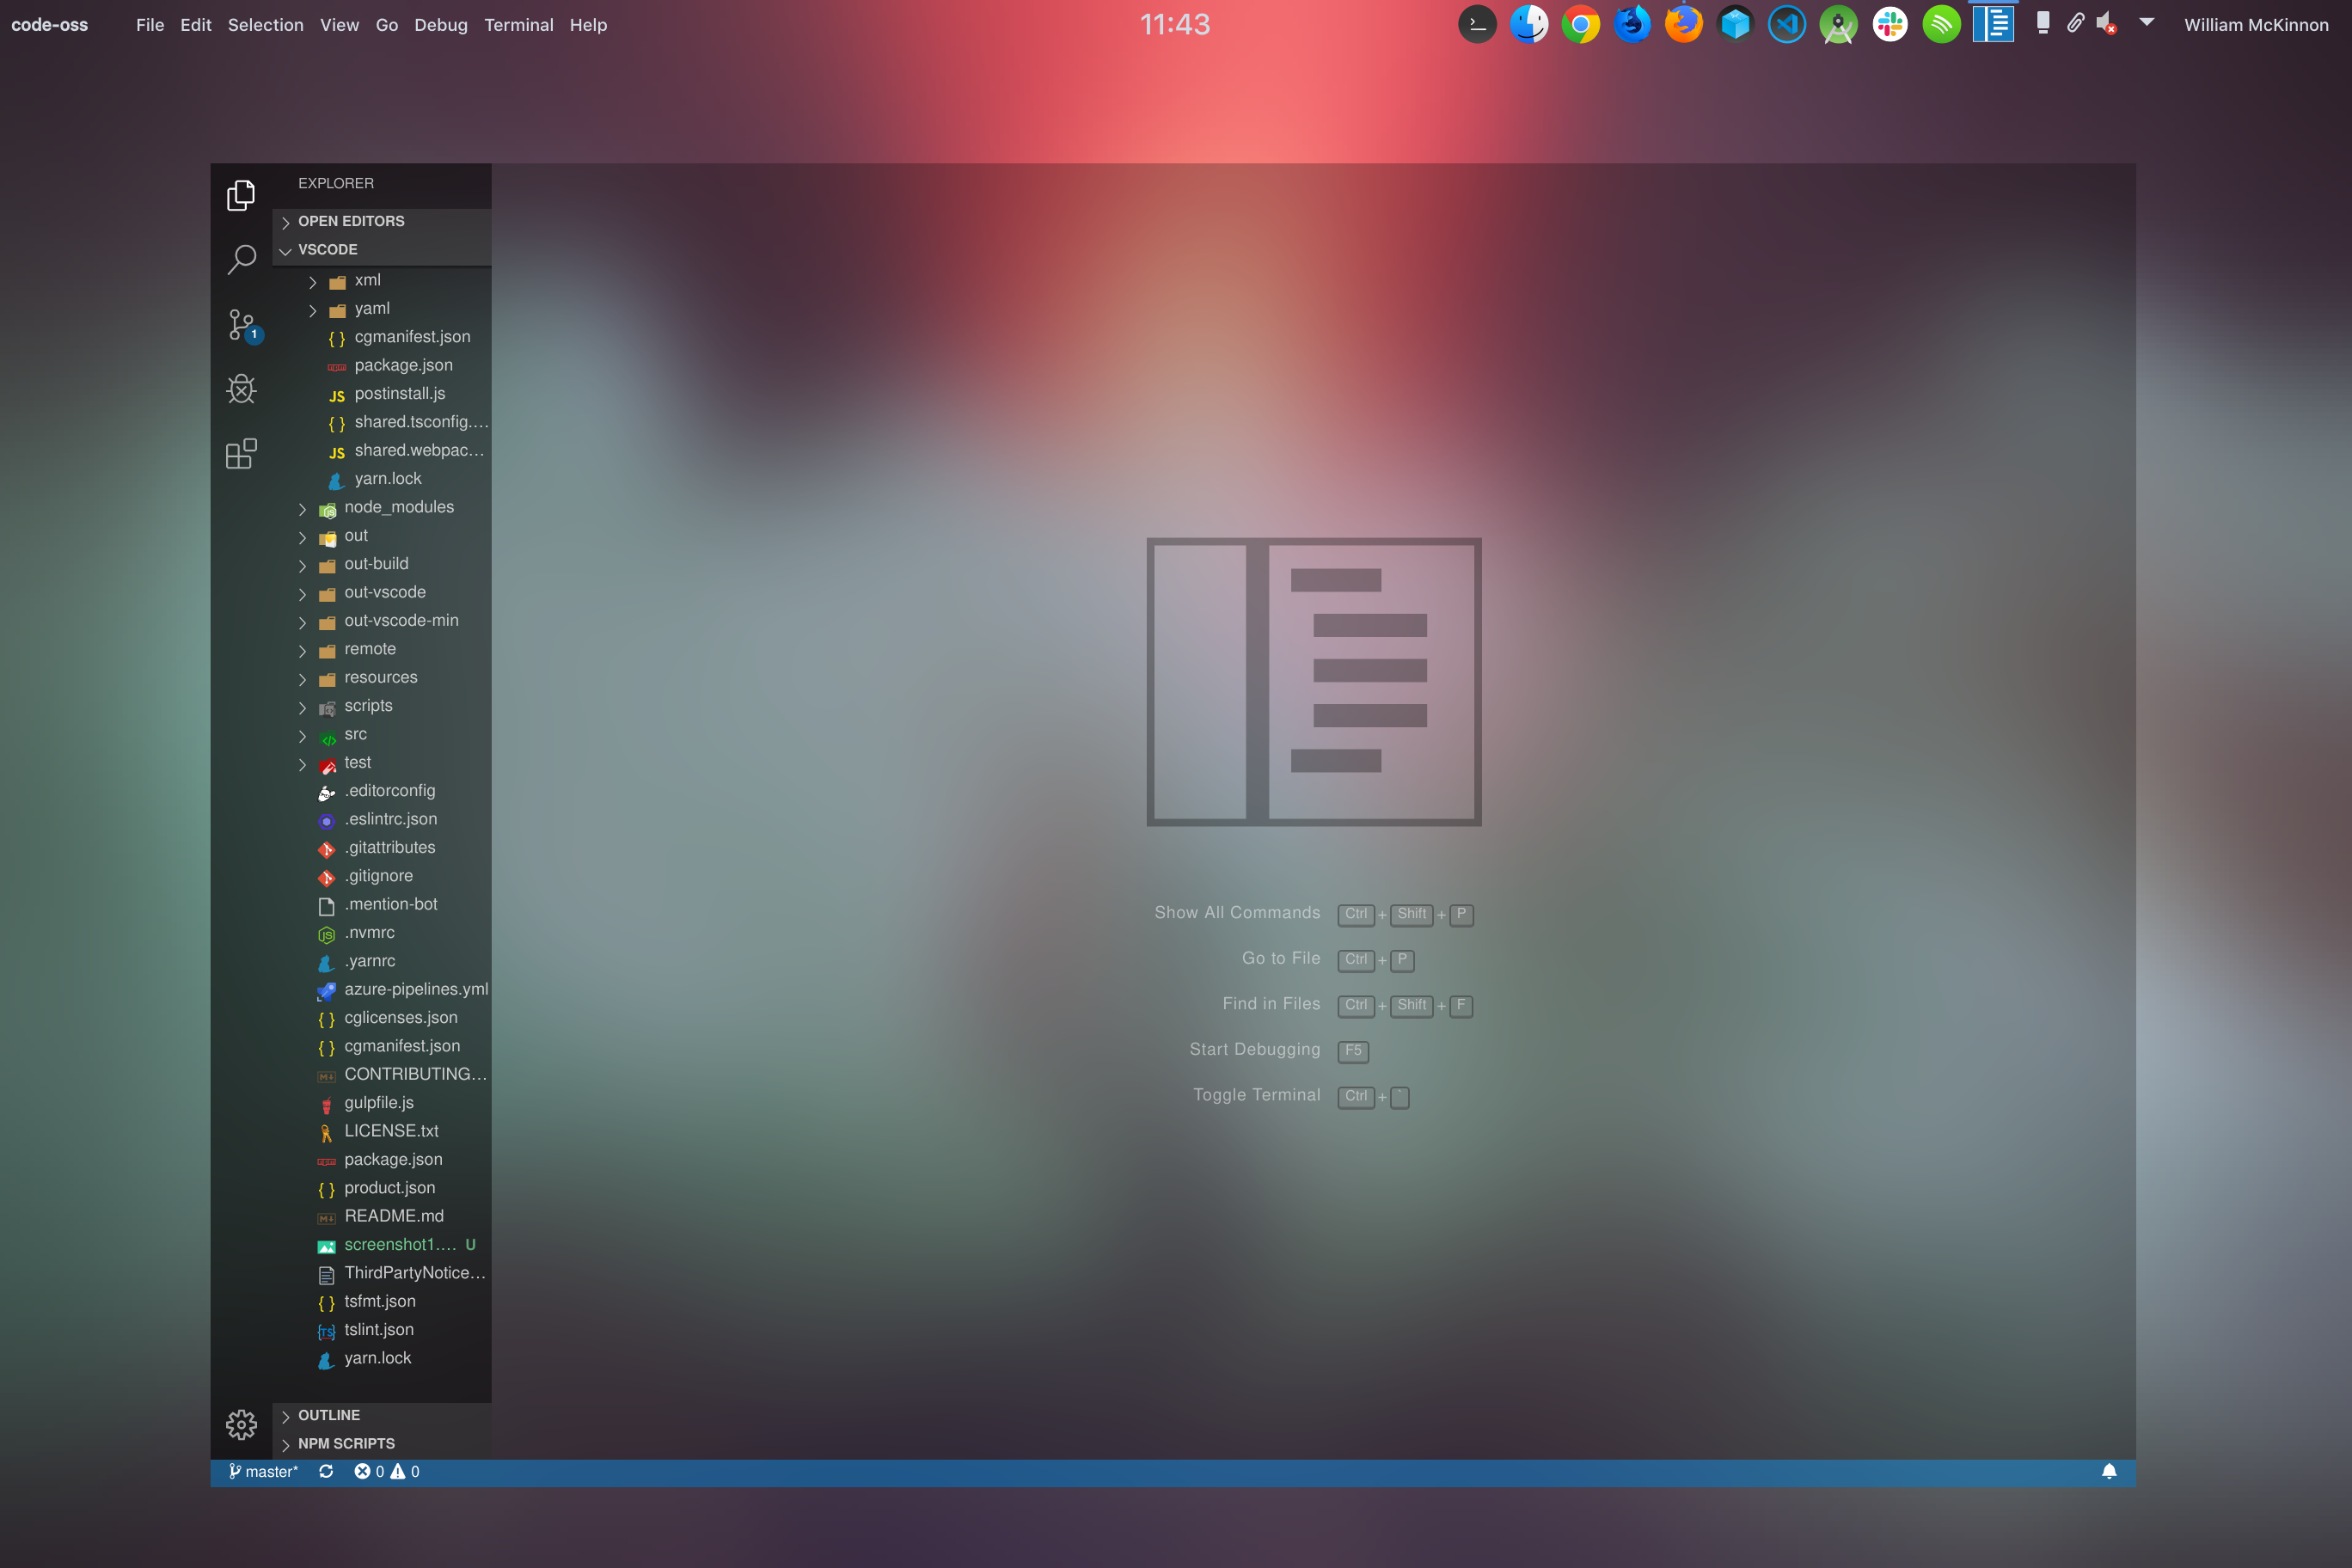 code-oss File Edit Selection View Go Debug Terminal Help 11:43 William McKinnon
EXPLORER
OPEN EDITORS
VSCODE
xml
yaml
cgmanifest.json
package.json
postinstall.js
shared.tsconfig.…
shared.webpac…
yarn.lock
node_modules
out
out-build
out-vscode
out-vscode-min
remote
resources
scripts
src
test
.editorconfig
.eslintrc.json
.gitattributes
.gitignore
.mention-bot
.nvmrc
.yarnrc
azure-pipelines.yml
cglicenses.json
cgmanifest.json
CONTRIBUTING…
gulpfile.js
LICENSE.txt
package.json
product.json
README.md
screenshot1.… U
ThirdPartyNotice…
tsfmt.json
tslint.json
yarn.lock
OUTLINE
NPM SCRIPTS
1
Show All Commands Ctrl + Shift + P
Go to File Ctrl + P
Find in Files Ctrl + Shift + F
Start Debugging F5
Toggle Terminal Ctrl + `
master* 0 0